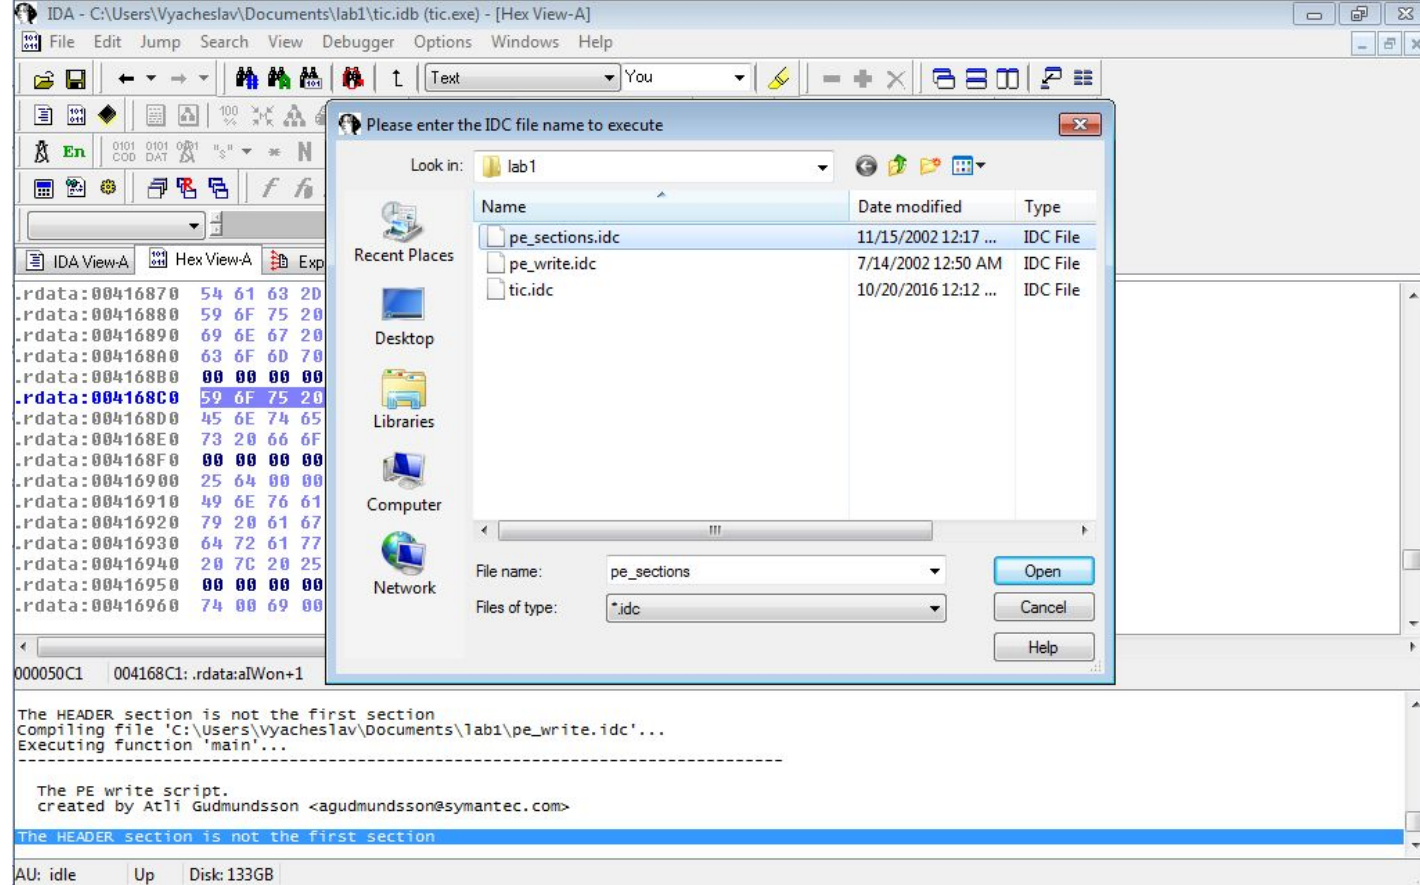 IDA - C:\Users\Vyacheslav\Documents\lab1\tic.idb (tic.exe) - [Hex View-A]
File Edit Jump Search View Debugger Options Windows Help
Text You
En
IDA View-A Hex View-A Exp
.rdata:00416870 54 61 63 2D
.rdata:00416880 59 6F 75 20
.rdata:00416890 69 6E 67 20
.rdata:004168A0 63 6F 6D 70
.rdata:004168B0 00 00 00 00
.rdata:004168C0 59 6F 75 20
.rdata:004168D0 45 6E 74 65
.rdata:004168E0 73 20 66 6F
.rdata:004168F0 00 00 00 00
.rdata:00416900 25 64 00 00
.rdata:00416910 49 6E 76 61
.rdata:00416920 79 20 61 67
.rdata:00416930 64 72 61 77
.rdata:00416940 20 7C 20 25
.rdata:00416950 00 00 00 00
.rdata:00416960 74 00 69 00
000050C1 004168C1: .rdata:aIWon+1
Please enter the IDC file name to execute
Look in: lab1
Recent Places
Desktop
Libraries
Computer
Network
Name Date modified Type
pe_sections.idc 11/15/2002 12:17 ... IDC File
pe_write.idc 7/14/2002 12:50 AM IDC File
tic.idc 10/20/2016 12:12 ... IDC File
File name: pe_sections Open
Files of type: *.idc Cancel
Help
The HEADER section is not the first section
Compiling file 'C:\Users\Vyacheslav\Documents\lab1\pe_write.idc'...
Executing function 'main'...
--------------------------------------------------------------------------------
The PE write script.
created by Atli Gudmundsson <agudmundsson@symantec.com>
The HEADER section is not the first section
AU: idle Up Disk: 133GB